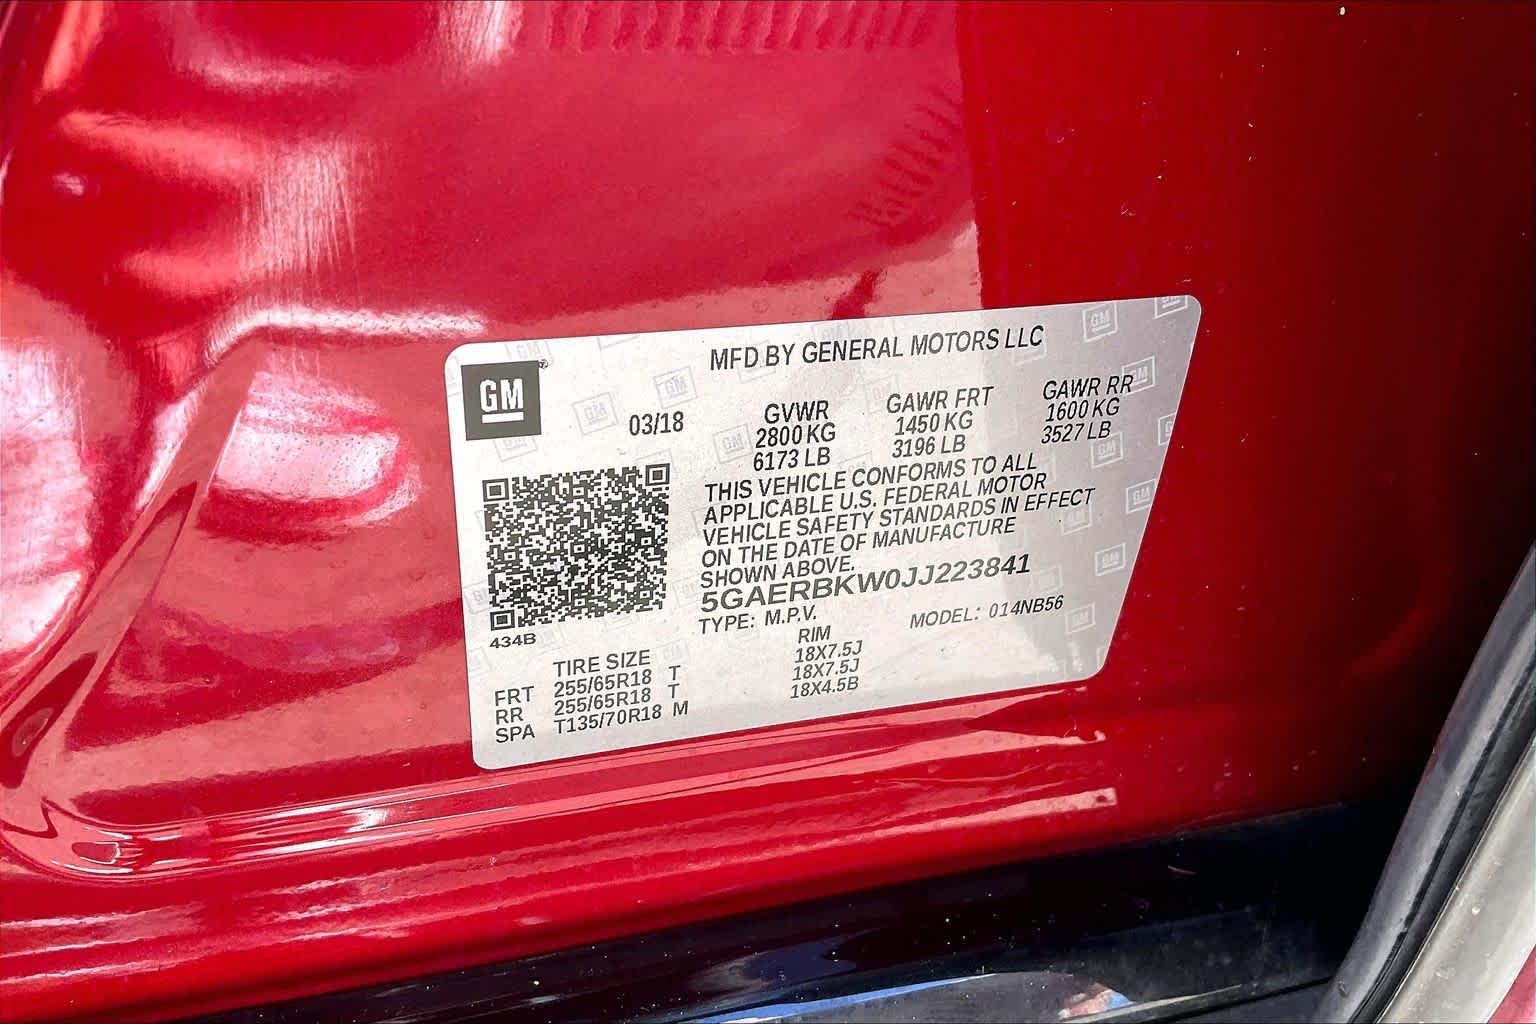 MFD BY GENERAL MOTORS LLC
GM
03/18
GVWR GAWR FRT GAWR RR
2800 KG 1450 KG 1600 KG
6173 LB 3196 LB 3527 LB
THIS VEHICLE CONFORMS TO ALL
APPLICABLE U.S. FEDERAL MOTOR
VEHICLE SAFETY STANDARDS IN EFFECT
ON THE DATE OF MANUFACTURE
SHOWN ABOVE.
5GAERBKW0JJ223841
TYPE: M.P.V. MODEL: 014NB56
434B
TIRE SIZE RIM
FRT 255/65R18 T 18X7.5J
RR 255/65R18 T 18X7.5J
SPA T135/70R18 M 18X4.5B